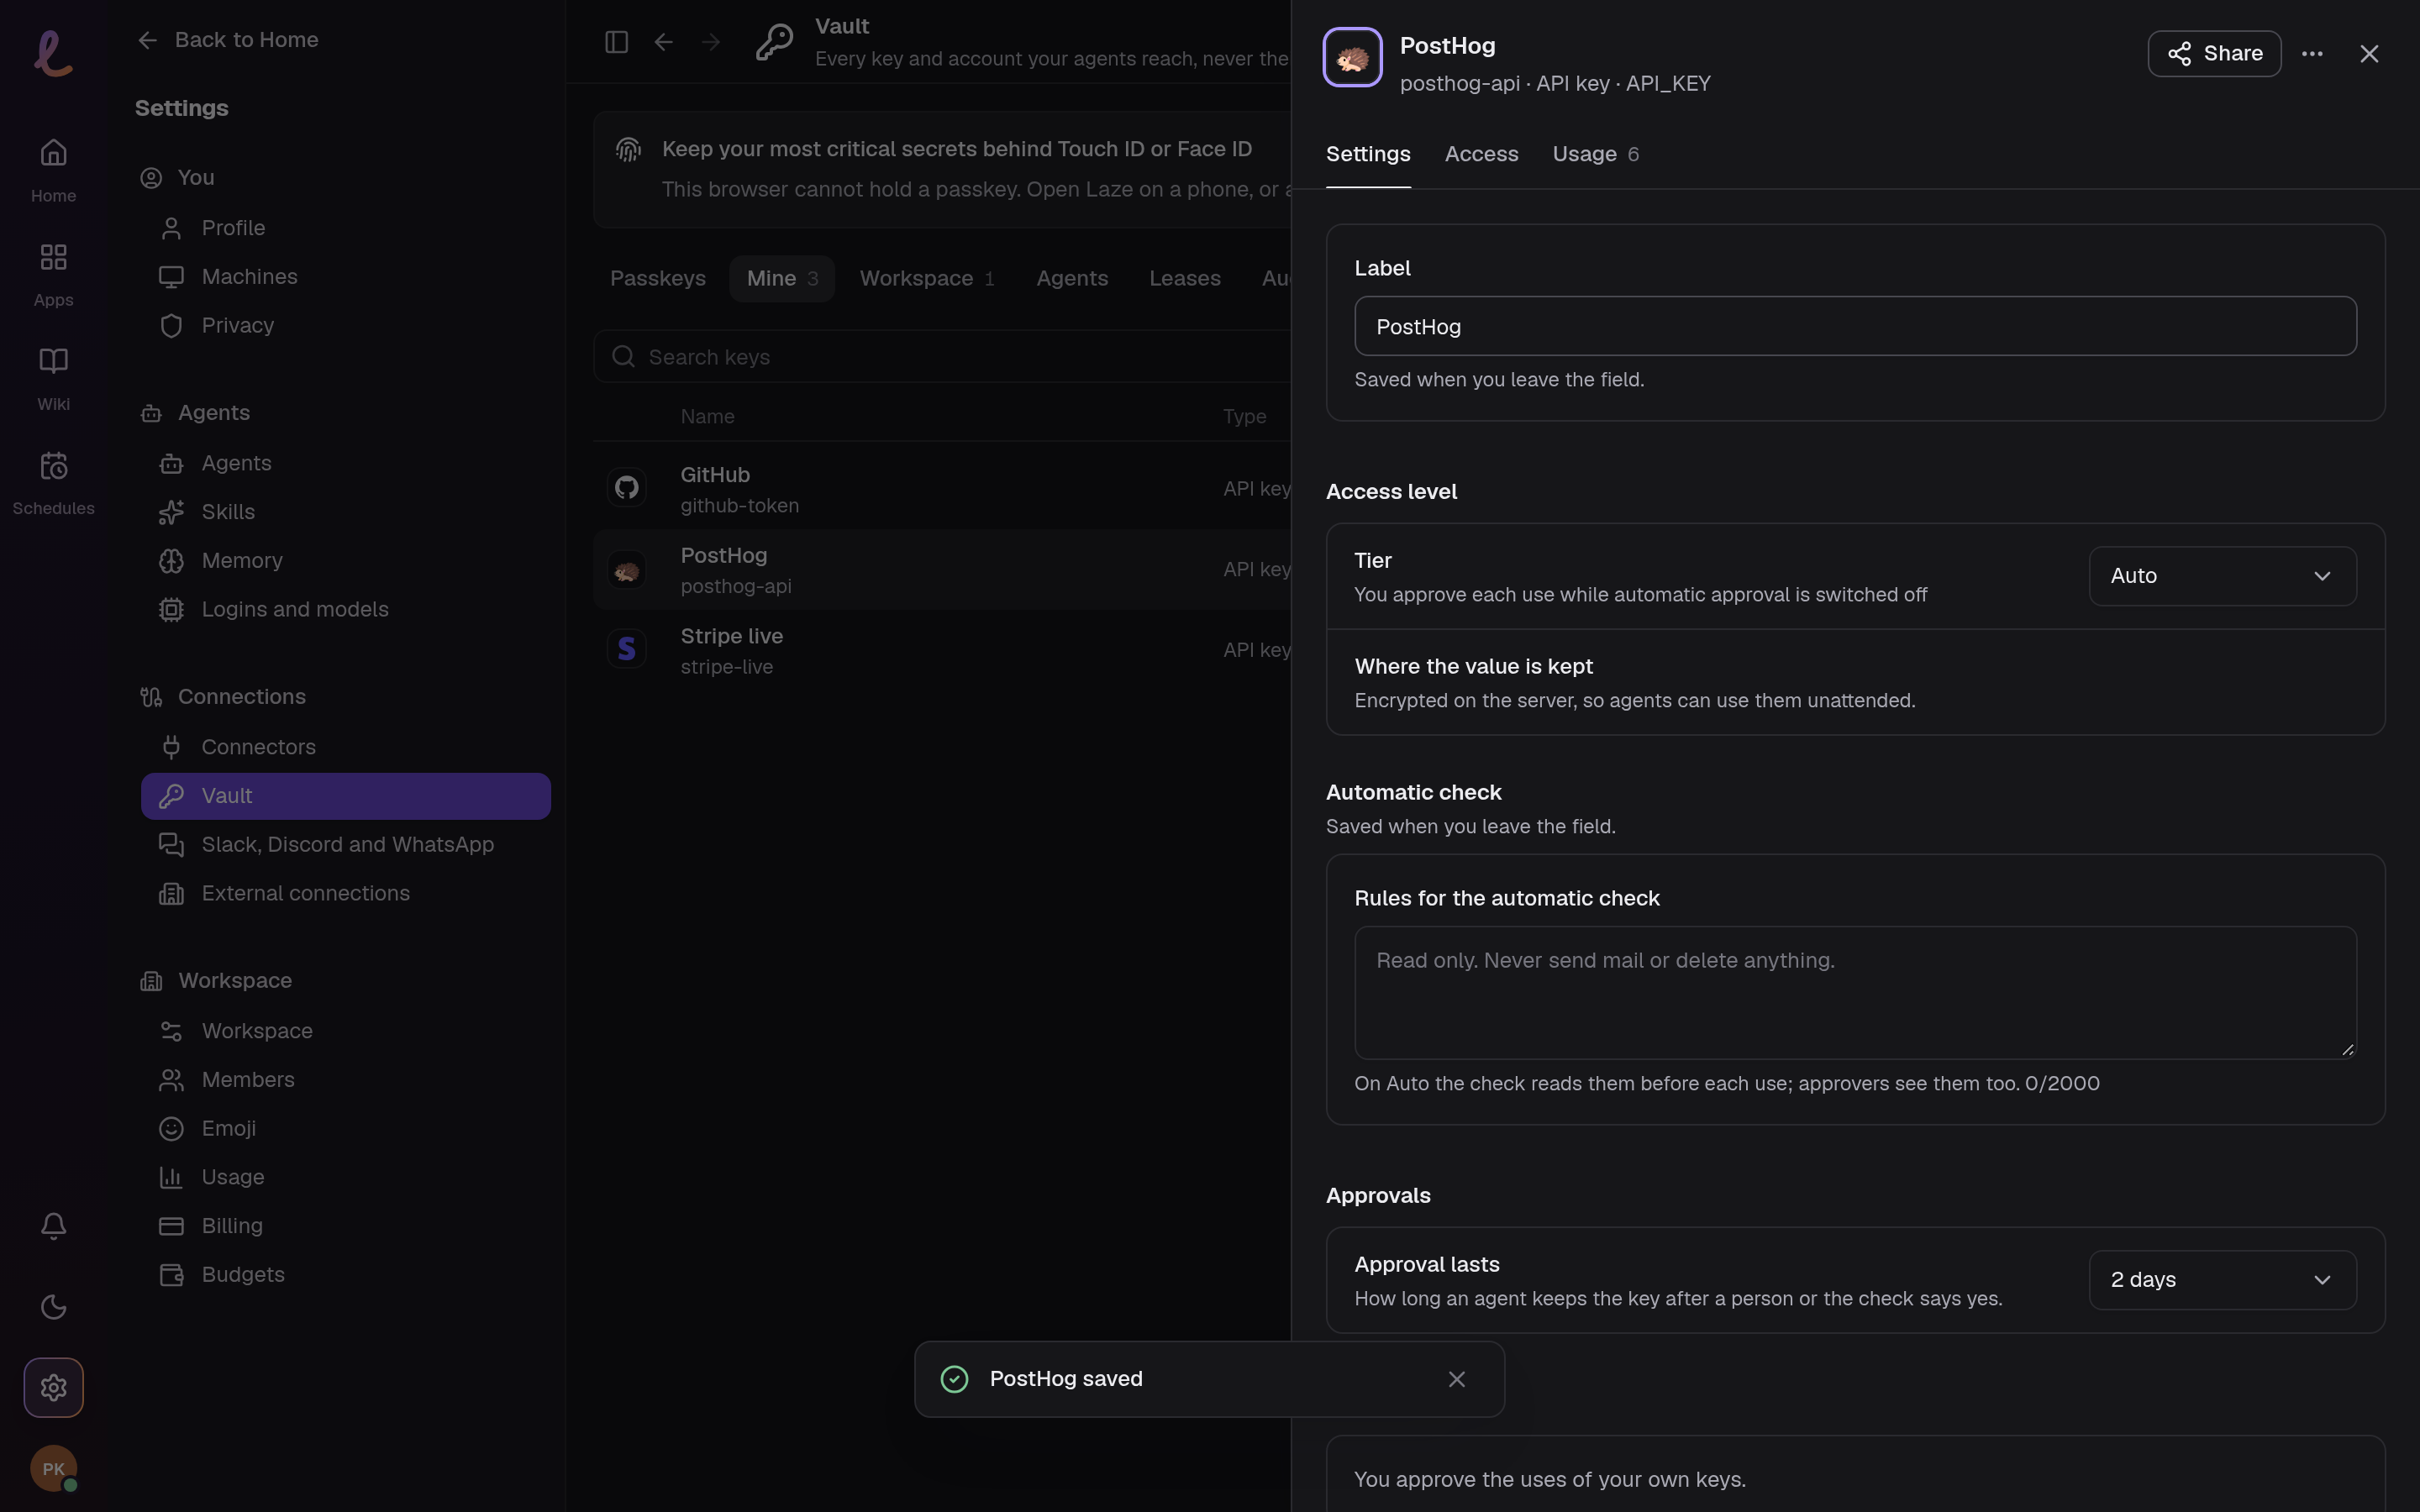 Back to Home
Settings
Home
Apps
Wiki
Schedules
You
Profile
Machines
Privacy
Agents
Agents
Skills
Memory
Logins and models
Connections
Connectors
Vault
Slack, Discord and WhatsApp
External connections
Workspace
Workspace
Members
Emoji
Usage
Billing
Budgets
PK
Vault
Every key and account your agents reach, never the
Keep your most critical secrets behind Touch ID or Face ID
This browser cannot hold a passkey. Open Laze on a phone, or
Passkeys Mine 3 Workspace 1 Agents Leases
Search keys
Name Type
GitHub
github-token
API key
PostHog
posthog-api
API key
S
Stripe live
stripe-live
API key
PostHog
posthog-api · API key · API_KEY
Share
Settings Access Usage 6
Label
PostHog
Saved when you leave the field.
Access level
Tier
You approve each use while automatic approval is switched off
Auto
Where the value is kept
Encrypted on the server, so agents can use them unattended.
Automatic check
Saved when you leave the field.
Rules for the automatic check
Read only. Never send mail or delete anything.
On Auto the check reads them before each use; approvers see them too. 0/2000
Approvals
Approval lasts
How long an agent keeps the key after a person or the check says yes.
2 days
PostHog saved
You approve the uses of your own keys.